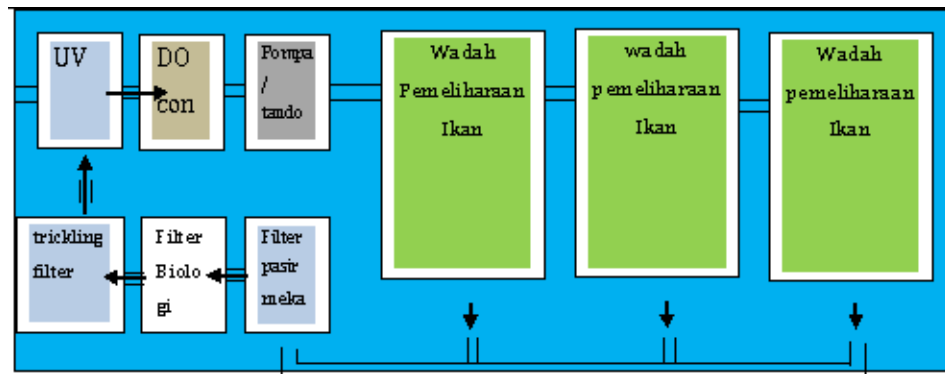 UV
DO
con
Pompa
/
tando
Wadah
Pemeliharaan
Ikan
wadah
pemeliharaan
Ikan
Wadah
pemeliharaan
Ikan
trickling
filter
Filter
Biolo
gi
Filter
pasir
meka